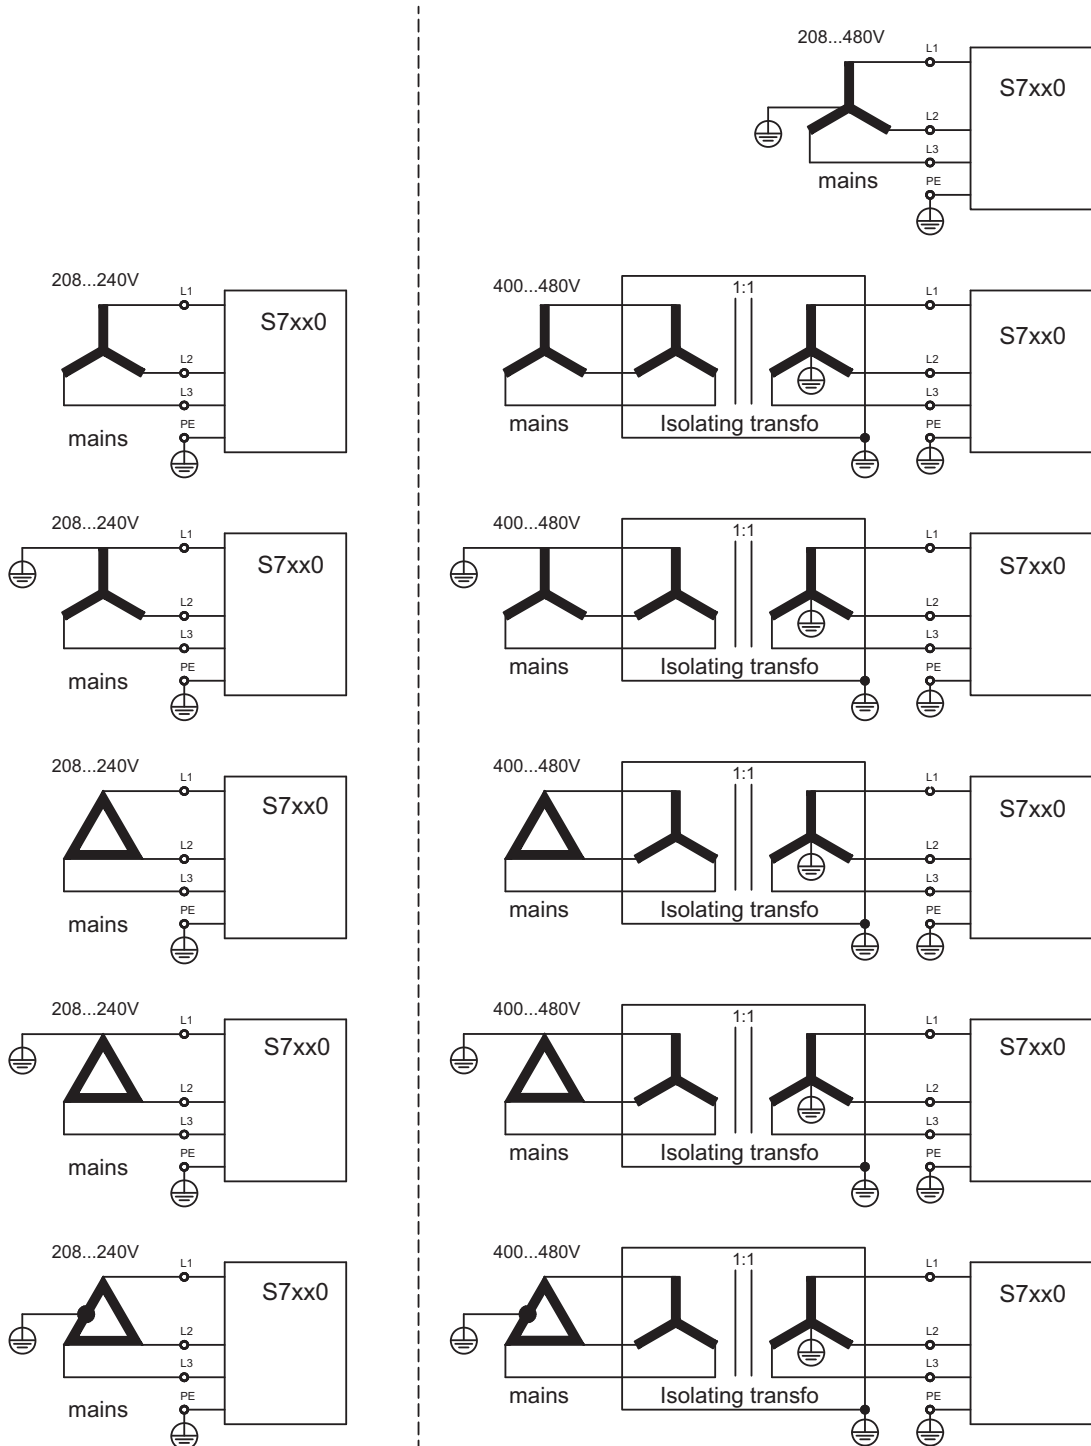 208...480V
L1
S7xx0
L2
L3
mains
PE
208...240V
L1
S7xx0
L2
L3
mains
PE
400...480V
1:1
L1
S7xx0
L2
L3
mains
Isolating transfo
PE
208...240V
L1
S7xx0
L2
L3
mains
PE
400...480V
1:1
L1
S7xx0
L2
L3
mains
Isolating transfo
PE
208...240V
L1
S7xx0
L2
L3
mains
PE
400...480V
1:1
L1
S7xx0
L2
L3
mains
Isolating transfo
PE
208...240V
L1
S7xx0
L2
L3
mains
PE
400...480V
1:1
L1
S7xx0
L2
L3
mains
Isolating transfo
PE
208...240V
L1
S7xx0
L2
L3
mains
PE
400...480V
1:1
L1
S7xx0
L2
L3
mains
Isolating transfo
PE